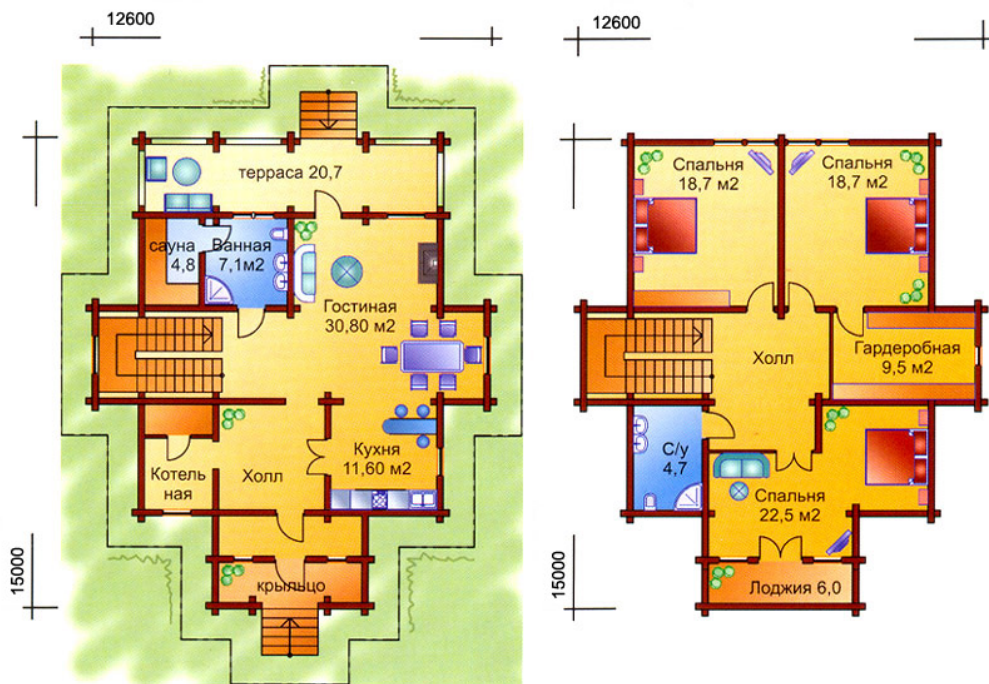 12600
терраса 20,7
сауна
4,8
Ванная
7,1м2
Гостиная
30,80 м2
Кухня
11,60 м2
Холл
Котель
ная
крыльцо
15000
12600
Спальня
18,7 м2
Спальня
18,7 м2
Холл
Гардеробная
9,5 м2
С/у
4,7
Спальня
22,5 м2
Лоджия 6,0
15000